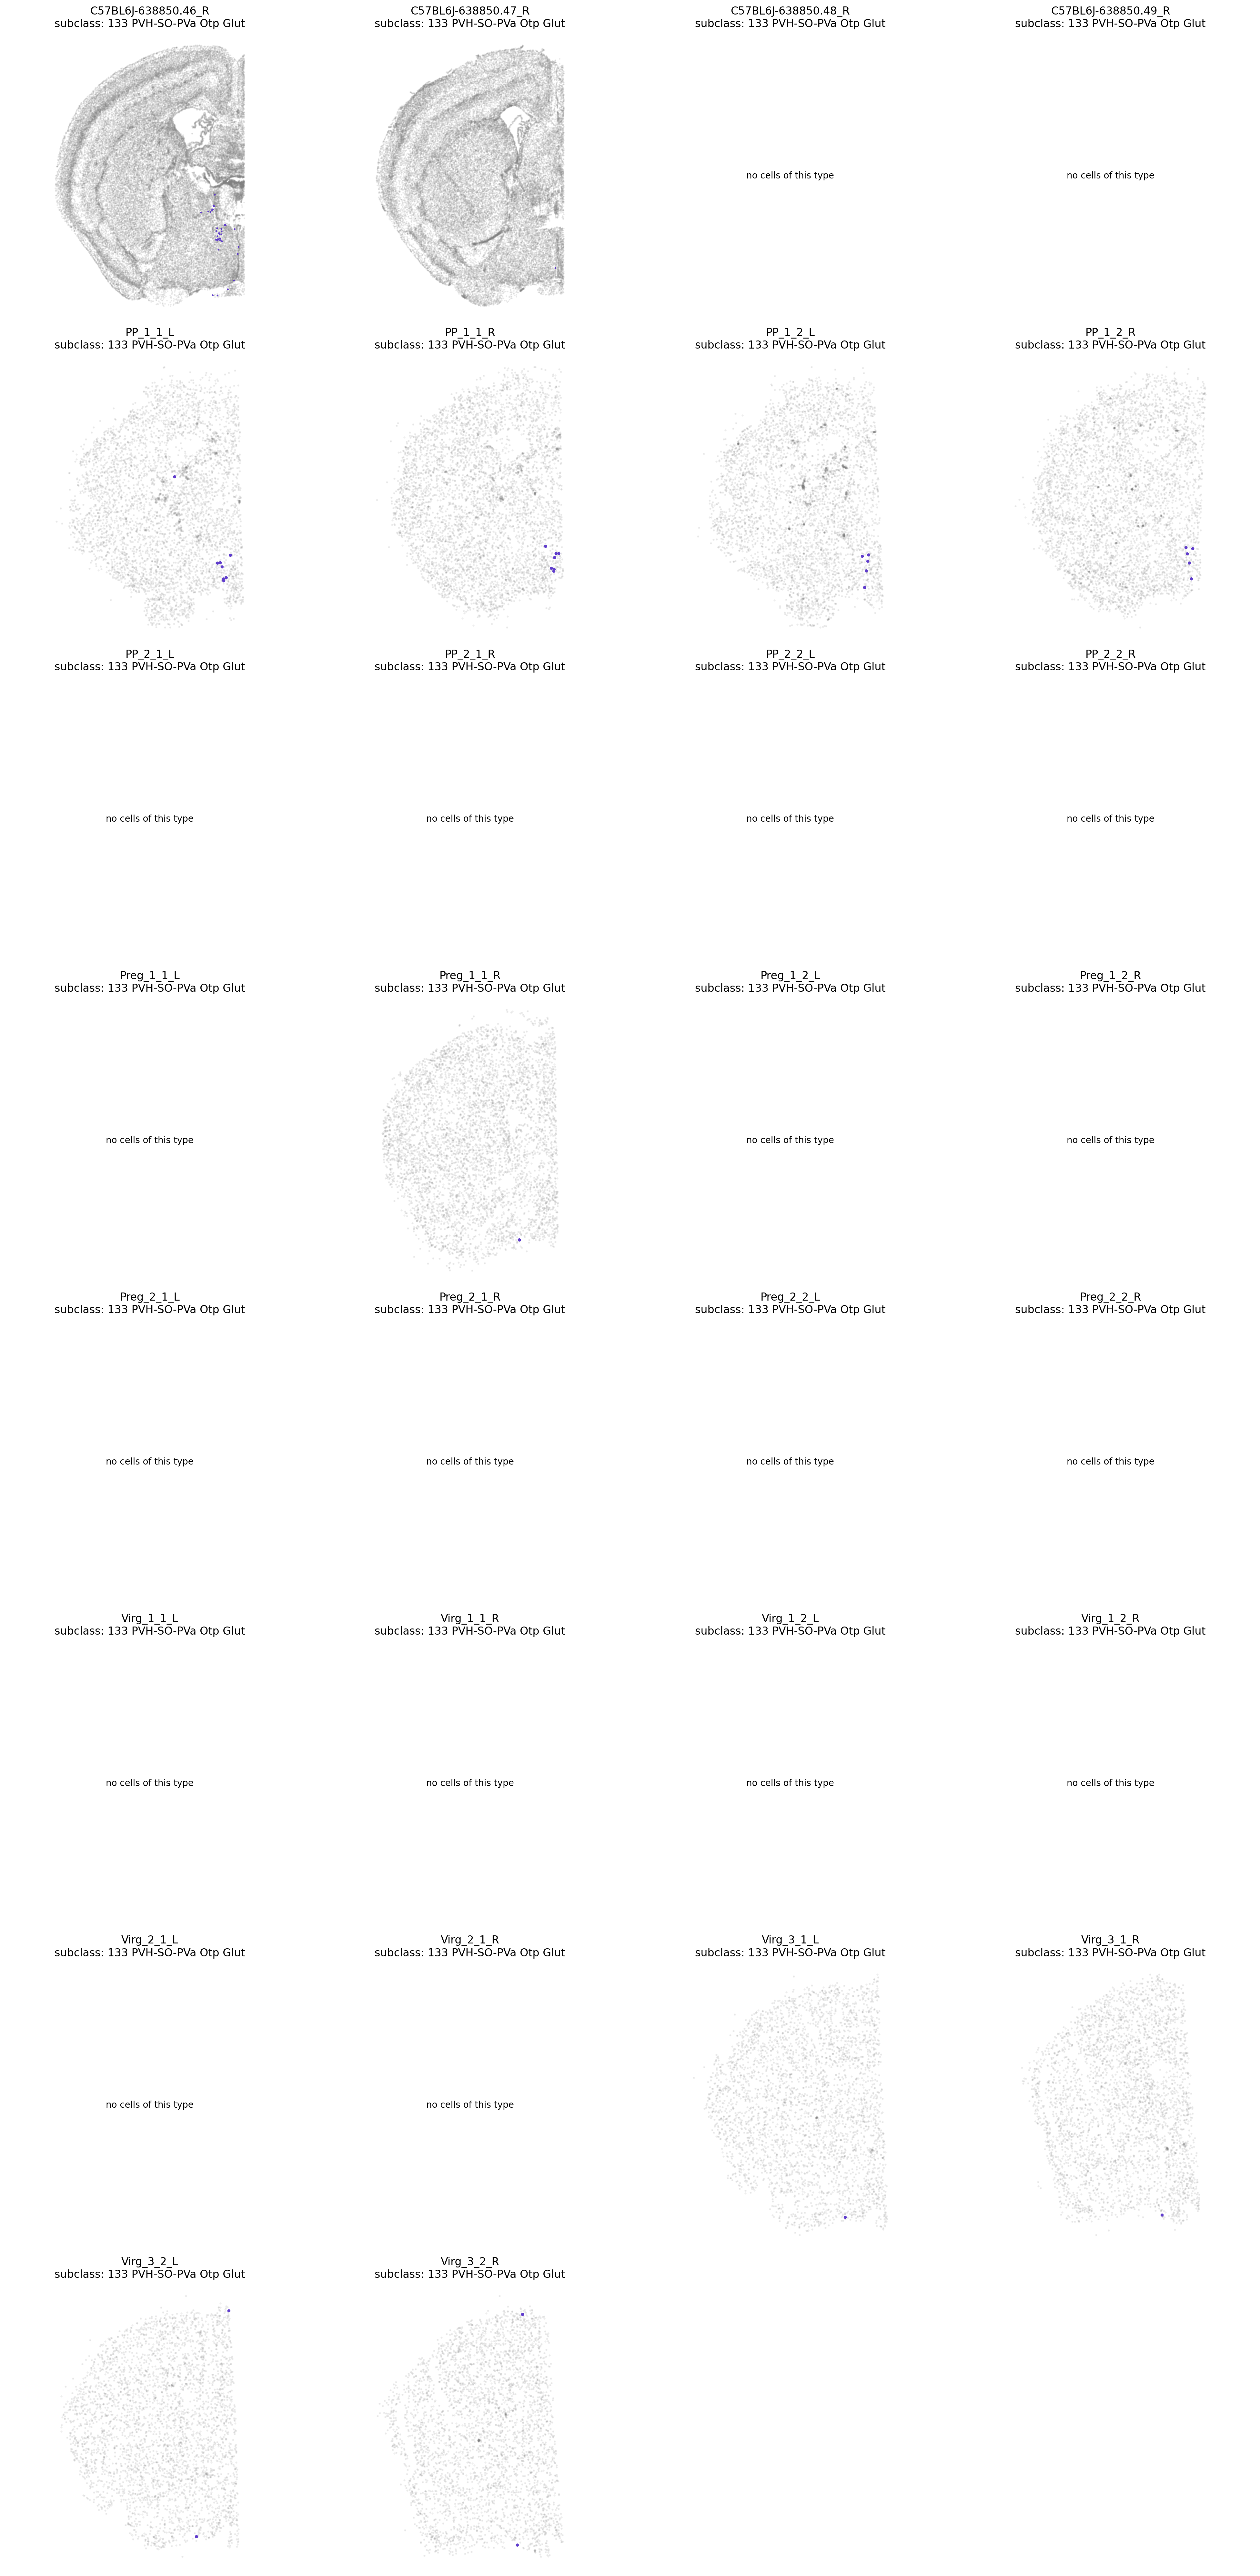 C57BL6J-638850.46_R
subclass: 133 PVH-SO-PVa Otp Glut
C57BL6J-638850.47_R
subclass: 133 PVH-SO-PVa Otp Glut
C57BL6J-638850.48_R
subclass: 133 PVH-SO-PVa Otp Glut
no cells of this type
C57BL6J-638850.49_R
subclass: 133 PVH-SO-PVa Otp Glut
no cells of this type
PP_1_1_L
subclass: 133 PVH-SO-PVa Otp Glut
PP_1_1_R
subclass: 133 PVH-SO-PVa Otp Glut
PP_1_2_L
subclass: 133 PVH-SO-PVa Otp Glut
PP_1_2_R
subclass: 133 PVH-SO-PVa Otp Glut
PP_2_1_L
subclass: 133 PVH-SO-PVa Otp Glut
no cells of this type
PP_2_1_R
subclass: 133 PVH-SO-PVa Otp Glut
no cells of this type
PP_2_2_L
subclass: 133 PVH-SO-PVa Otp Glut
no cells of this type
PP_2_2_R
subclass: 133 PVH-SO-PVa Otp Glut
no cells of this type
Preg_1_1_L
subclass: 133 PVH-SO-PVa Otp Glut
no cells of this type
Preg_1_1_R
subclass: 133 PVH-SO-PVa Otp Glut
Preg_1_2_L
subclass: 133 PVH-SO-PVa Otp Glut
no cells of this type
Preg_1_2_R
subclass: 133 PVH-SO-PVa Otp Glut
no cells of this type
Preg_2_1_L
subclass: 133 PVH-SO-PVa Otp Glut
no cells of this type
Preg_2_1_R
subclass: 133 PVH-SO-PVa Otp Glut
no cells of this type
Preg_2_2_L
subclass: 133 PVH-SO-PVa Otp Glut
no cells of this type
Preg_2_2_R
subclass: 133 PVH-SO-PVa Otp Glut
no cells of this type
Virg_1_1_L
subclass: 133 PVH-SO-PVa Otp Glut
no cells of this type
Virg_1_1_R
subclass: 133 PVH-SO-PVa Otp Glut
no cells of this type
Virg_1_2_L
subclass: 133 PVH-SO-PVa Otp Glut
no cells of this type
Virg_1_2_R
subclass: 133 PVH-SO-PVa Otp Glut
no cells of this type
Virg_2_1_L
subclass: 133 PVH-SO-PVa Otp Glut
no cells of this type
Virg_2_1_R
subclass: 133 PVH-SO-PVa Otp Glut
no cells of this type
Virg_3_1_L
subclass: 133 PVH-SO-PVa Otp Glut
Virg_3_1_R
subclass: 133 PVH-SO-PVa Otp Glut
Virg_3_2_L
subclass: 133 PVH-SO-PVa Otp Glut
Virg_3_2_R
subclass: 133 PVH-SO-PVa Otp Glut